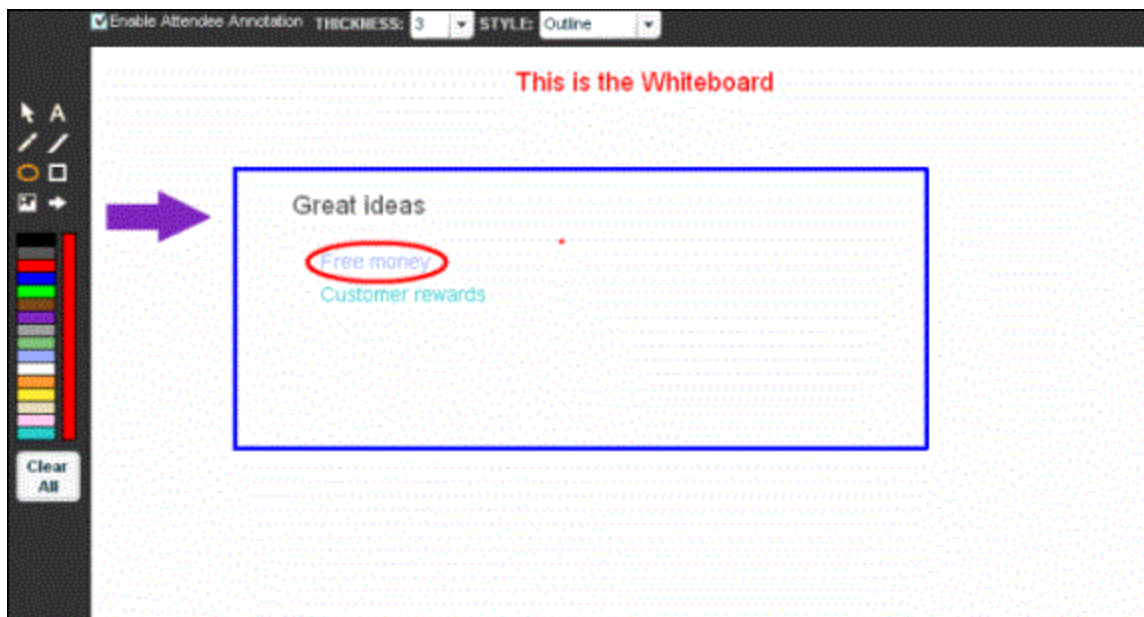 Enable Attendee Annotation THICKNESS: 3 STYLE: Outline
This is the Whiteboard
A
Great ideas
Free money
Customer rewards
Clear
All